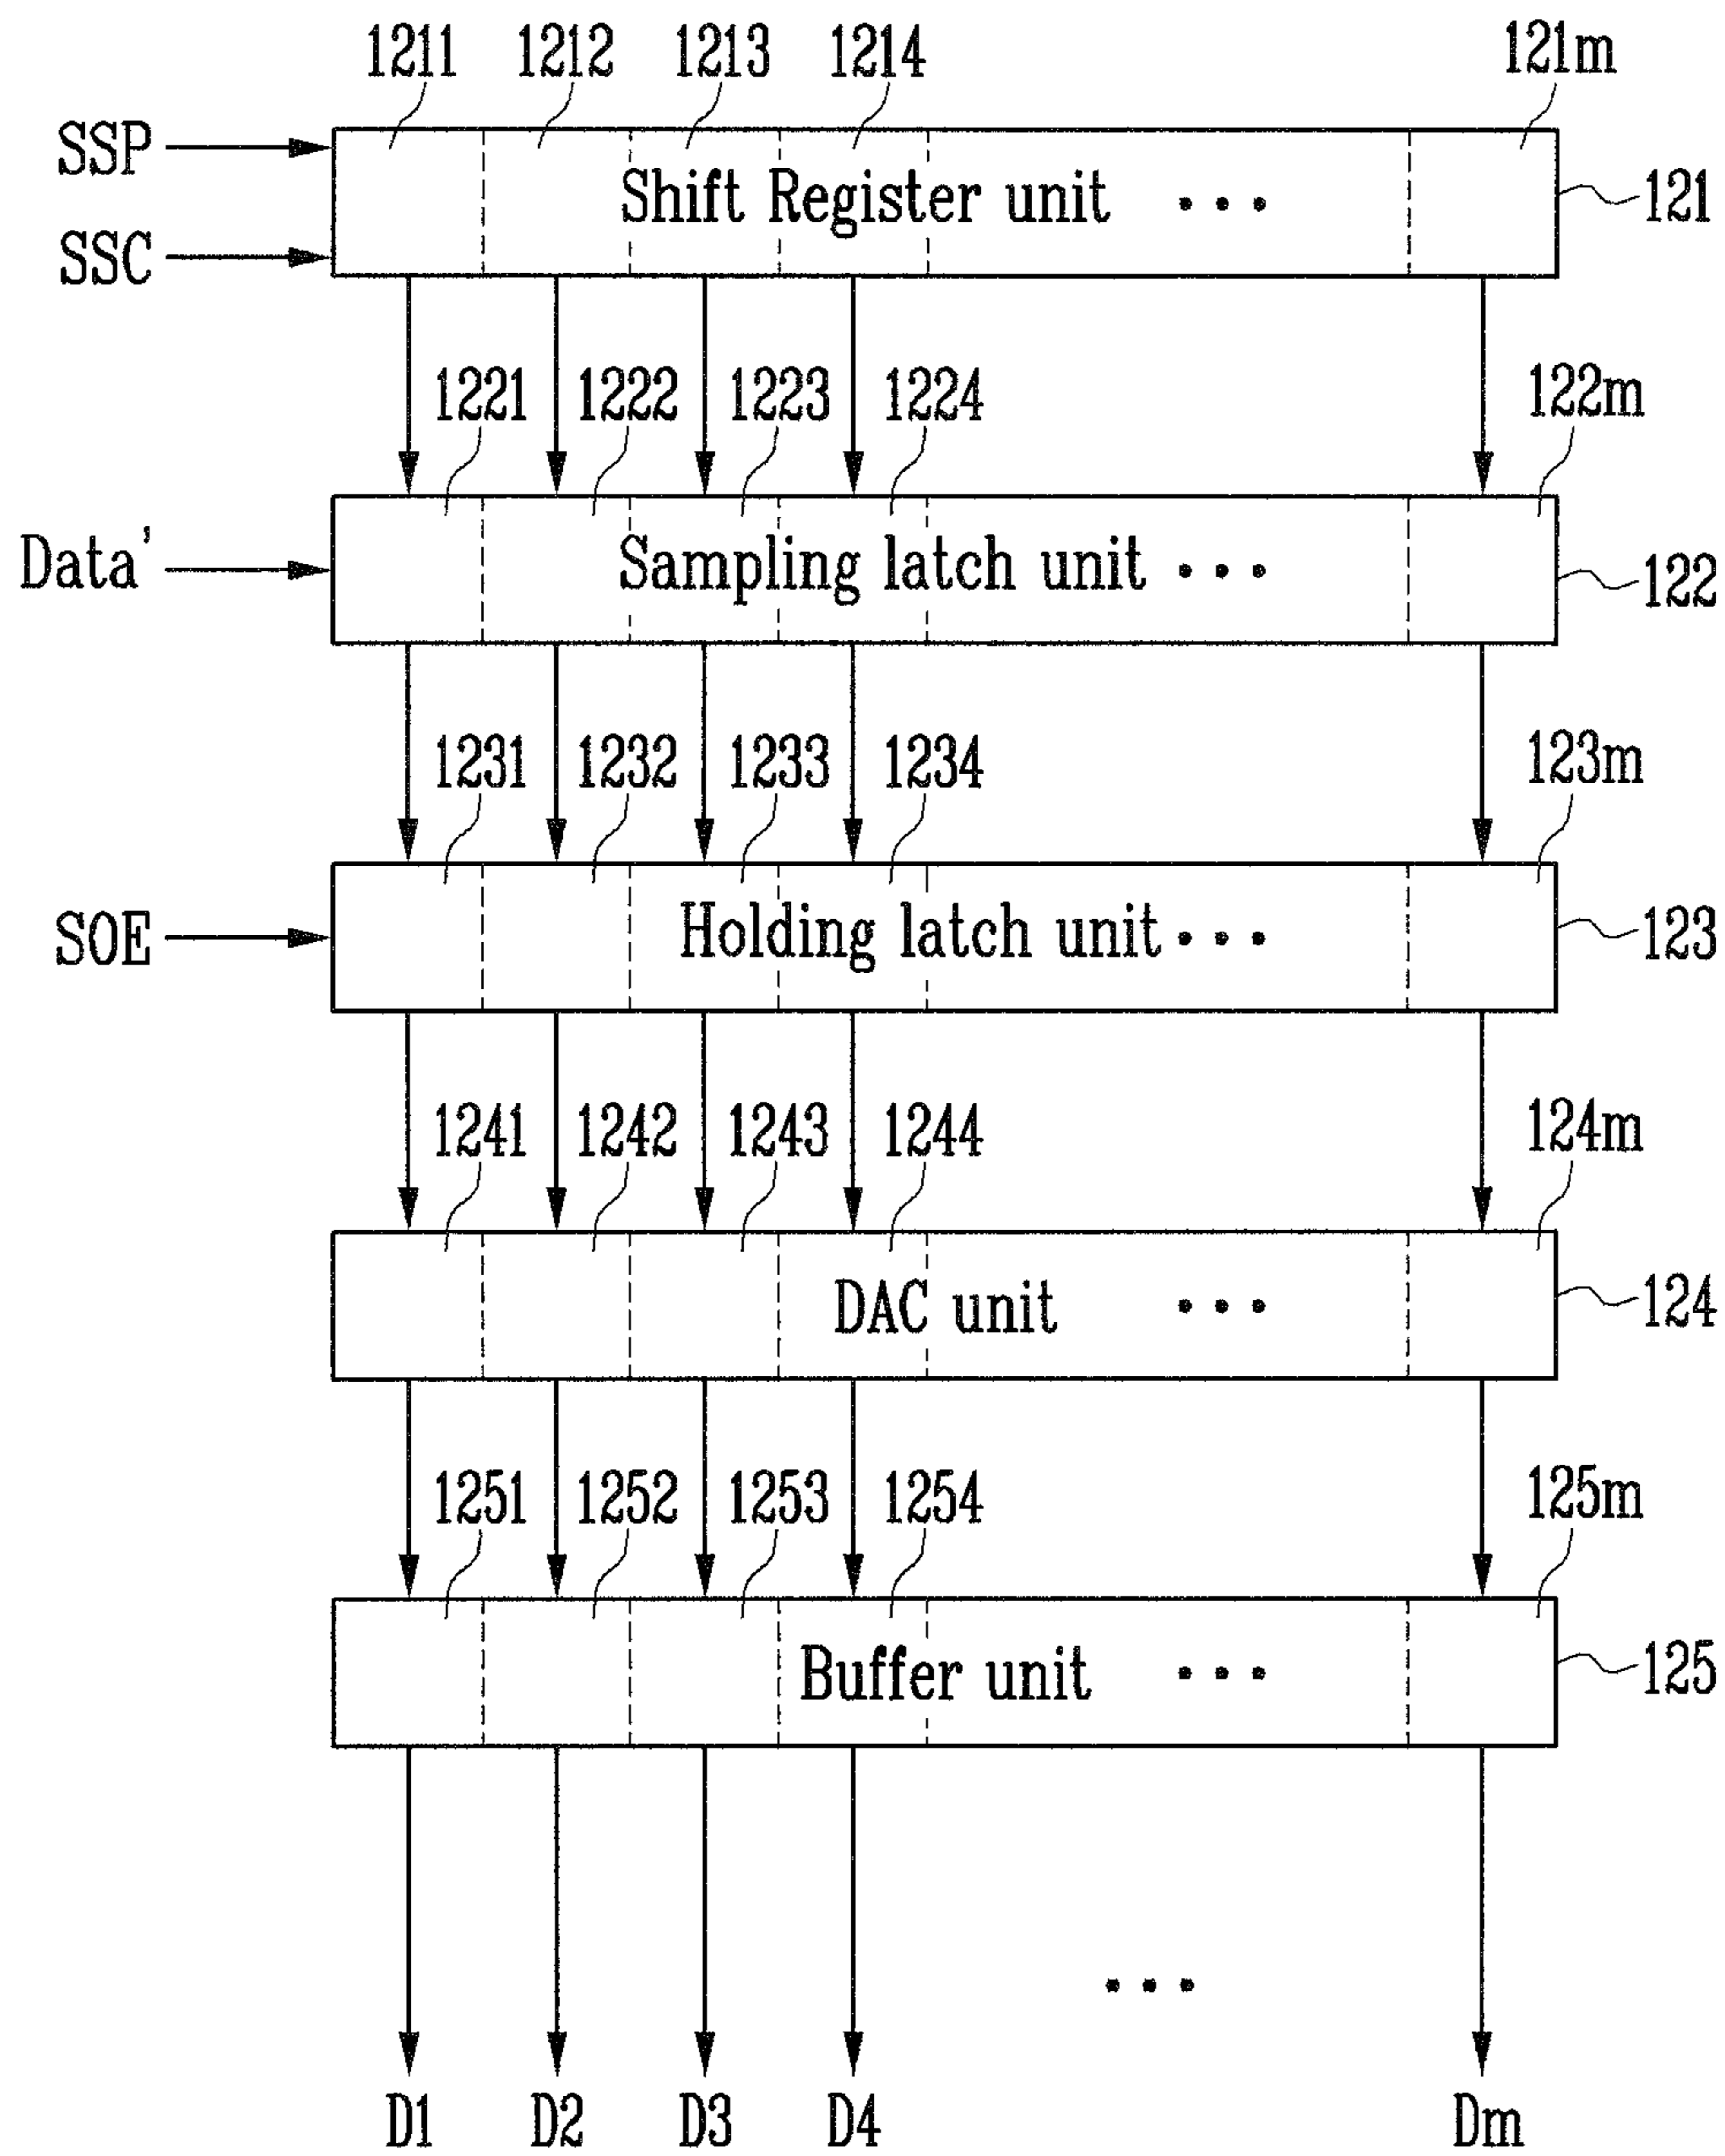 1211 1212 1213 1214 121m
SSP
Shift Register unit ••• 121
SSC
1221 1222 1223 1224 122m
Data'
Sampling latch unit ••• 122
1231 1232 1233 1234 123m
SOE
Holding latch unit ••• 123
1241 1242 1243 1244 124m
DAC unit ••• 124
1251 1252 1253 1254 125m
Buffer unit ••• 125
•••
D1 D2 D3 D4 Dm